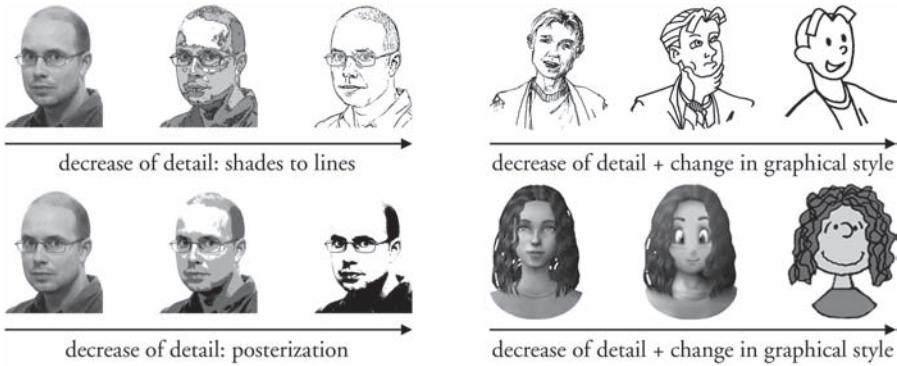 decrease of detail: shades to lines
decrease of detail + change in graphical style
decrease of detail: posterization
decrease of detail + change in graphical style